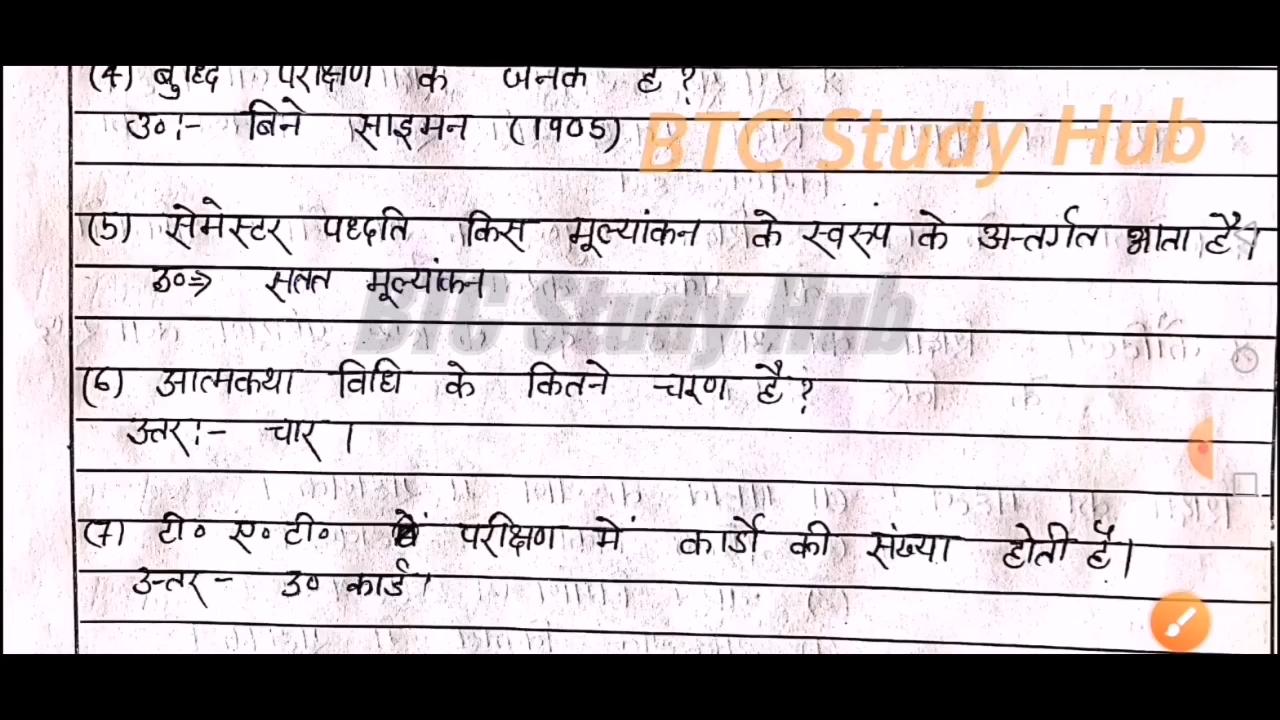 (4) बुध्दि परीक्षण के जनक है?
उ०:- बिने साइमन (1905)
BTC Study Hub
(5) सेमेस्टर पध्दति किस मूल्यांकन के स्वरुप के अन्तर्गत आता है।
उ०⇒ सतत मूल्यांकन
BTC Study Hub
(6) आत्मकथा विधि के कितने चरण है?
उत्तर:- चार।
(7) टी० ए० टी० परीक्षण में कार्डो की संख्या होती है।
उत्तर- 30 कार्ड।